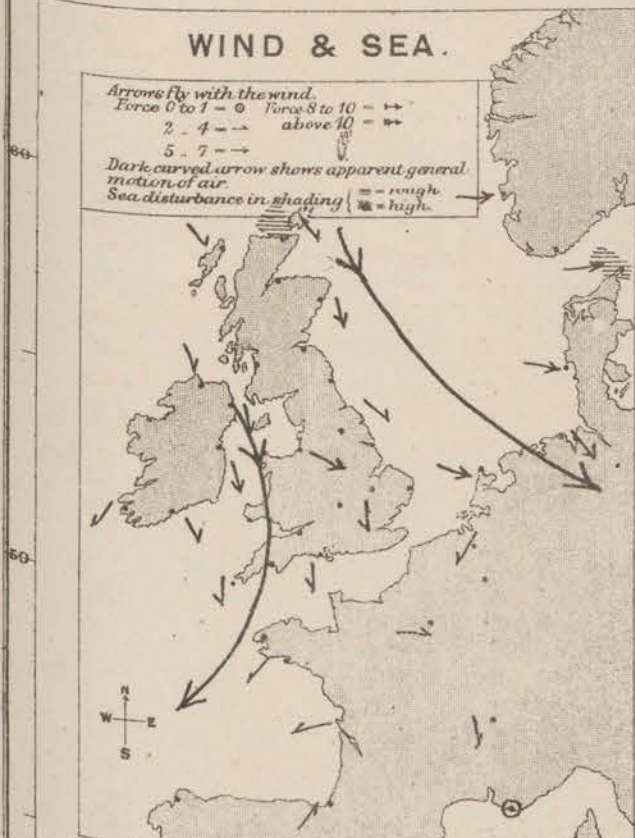 WIND & SEA.
Arrows fly with the wind.
Force 0 to 1 = Force 8 to 10 =
2 .. 4 = above 10 =
5 .. 7 =
Dark curved arrow shows apparent general
motion of air.
Sea disturbance in shading { = rough
= high.
60
50
N
W E
S